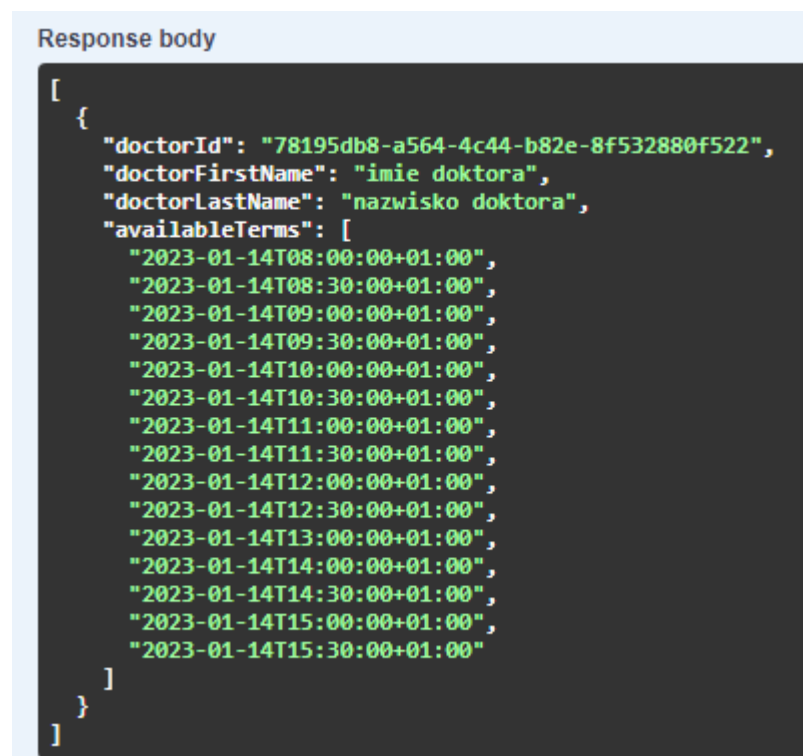 Response body
[
  {
    "doctorId": "78195db8-a564-4c44-b82e-8f532880f522",
    "doctorFirstName": "imie doktora",
    "doctorLastName": "nazwisko doktora",
    "availableTerms": [
      "2023-01-14T08:00:00+01:00",
      "2023-01-14T08:30:00+01:00",
      "2023-01-14T09:00:00+01:00",
      "2023-01-14T09:30:00+01:00",
      "2023-01-14T10:00:00+01:00",
      "2023-01-14T10:30:00+01:00",
      "2023-01-14T11:00:00+01:00",
      "2023-01-14T11:30:00+01:00",
      "2023-01-14T12:00:00+01:00",
      "2023-01-14T12:30:00+01:00",
      "2023-01-14T13:00:00+01:00",
      "2023-01-14T14:00:00+01:00",
      "2023-01-14T14:30:00+01:00",
      "2023-01-14T15:00:00+01:00",
      "2023-01-14T15:30:00+01:00"
    ]
  }
]